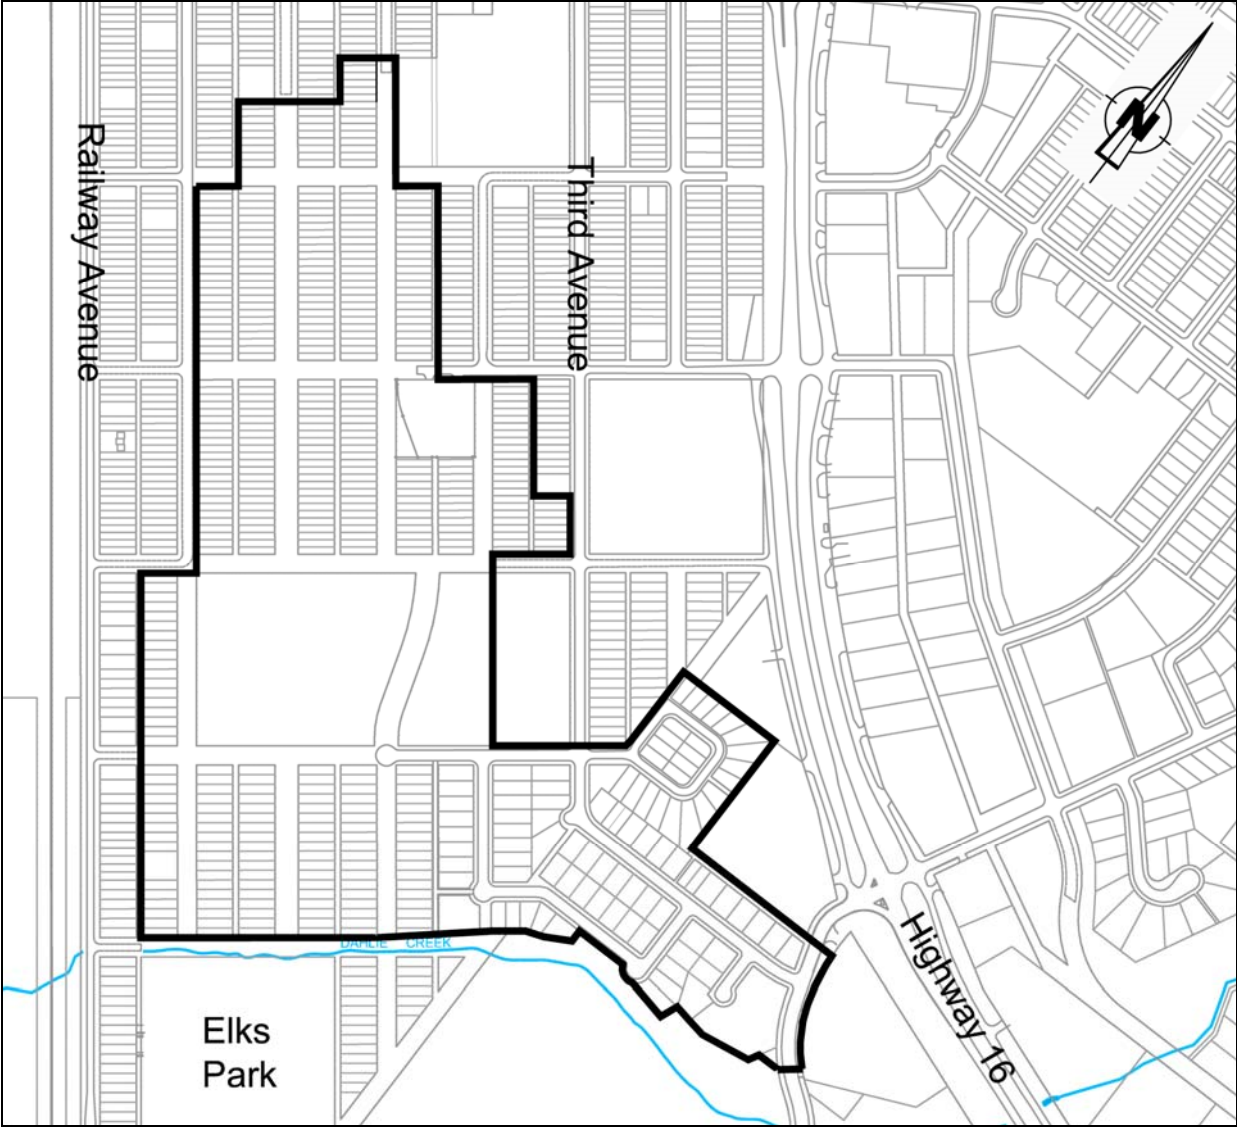 N
Railway Avenue
Third Avenue
DAHLIE CREEK
Highway 16
Elks
Park